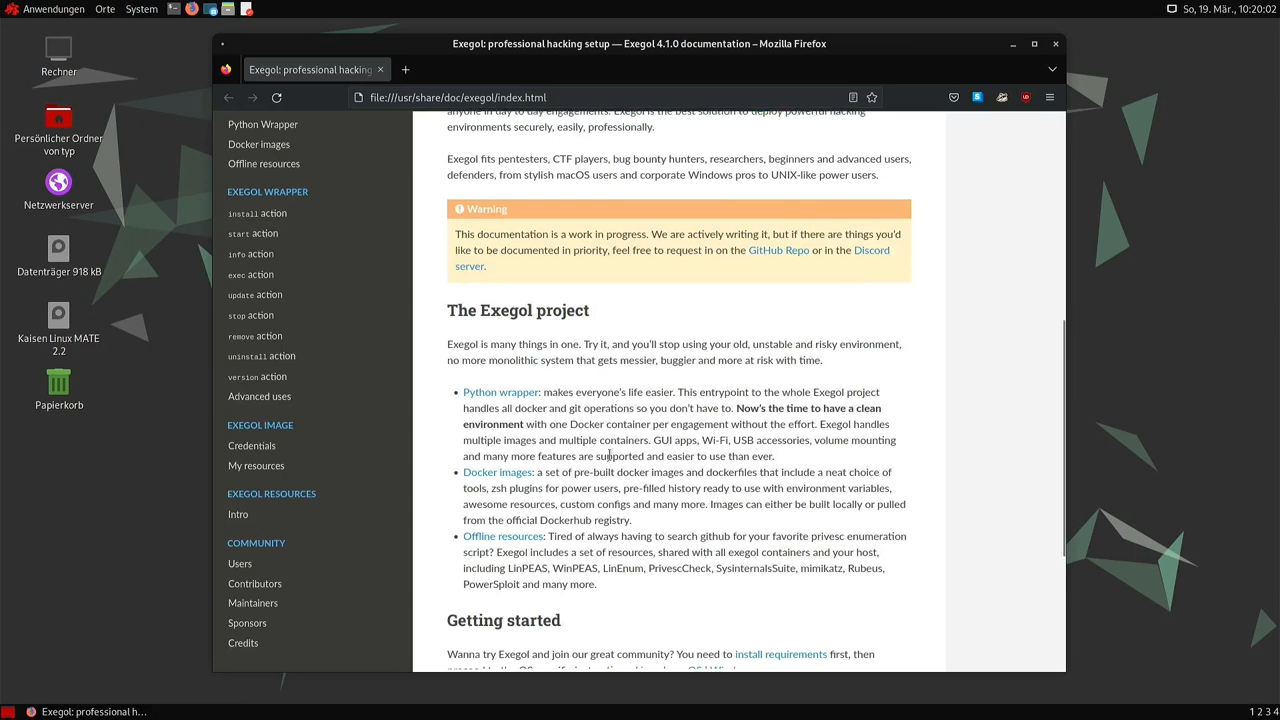 Anwendungen Orte System
So, 19. Mär., 10:20:02
Rechner
Persönlicher Ordner
von typ
Netzwerkserver
Datenträger 918 kB
Kaisen Linux MATE
2.2
Papierkorb
Exegol: professional hacking setup — Exegol 4.1.0 documentation – Mozilla Firefox
Exegol: professional hacking
file:///usr/share/doc/exegol/index.html
Python Wrapper
Docker images
Offline resources
EXEGOL WRAPPER
install action
start action
info action
exec action
update action
stop action
remove action
uninstall action
version action
Advanced uses
EXEGOL IMAGE
Credentials
My resources
EXEGOL RESOURCES
Intro
COMMUNITY
Users
Contributors
Maintainers
Sponsors
Credits
anyone in day to day engagements. Exegol is the best solution to deploy powerful hacking
environments securely, easily, professionally.
Exegol fits pentesters, CTF players, bug bounty hunters, researchers, beginners and advanced users,
defenders, from stylish macOS users and corporate Windows pros to UNIX-like power users.
Warning
This documentation is a work in progress. We are actively writing it, but if there are things you'd
like to be documented in priority, feel free to request in on the GitHub Repo or in the Discord
server.
The Exegol project
Exegol is many things in one. Try it, and you'll stop using your old, unstable and risky environment,
no more monolithic system that gets messier, buggier and more at risk with time.
• Python wrapper: makes everyone's life easier. This entrypoint to the whole Exegol project
handles all docker and git operations so you don't have to. Now's the time to have a clean
environment with one Docker container per engagement without the effort. Exegol handles
multiple images and multiple containers. GUI apps, Wi-Fi, USB accessories, volume mounting
and many more features are supported and easier to use than ever.
• Docker images: a set of pre-built docker images and dockerfiles that include a neat choice of
tools, zsh plugins for power users, pre-filled history ready to use with environment variables,
awesome resources, custom configs and many more. Images can either be built locally or pulled
from the official Dockerhub registry.
• Offline resources: Tired of always having to search github for your favorite privesc enumeration
script? Exegol includes a set of resources, shared with all exegol containers and your host,
including LinPEAS, WinPEAS, LinEnum, PrivescCheck, SysinternalsSuite, mimikatz, Rubeus,
PowerSploit and many more.
Getting started
Wanna try Exegol and join our great community? You need to install requirements first, then
Exegol: professional h...
1 2 3 4